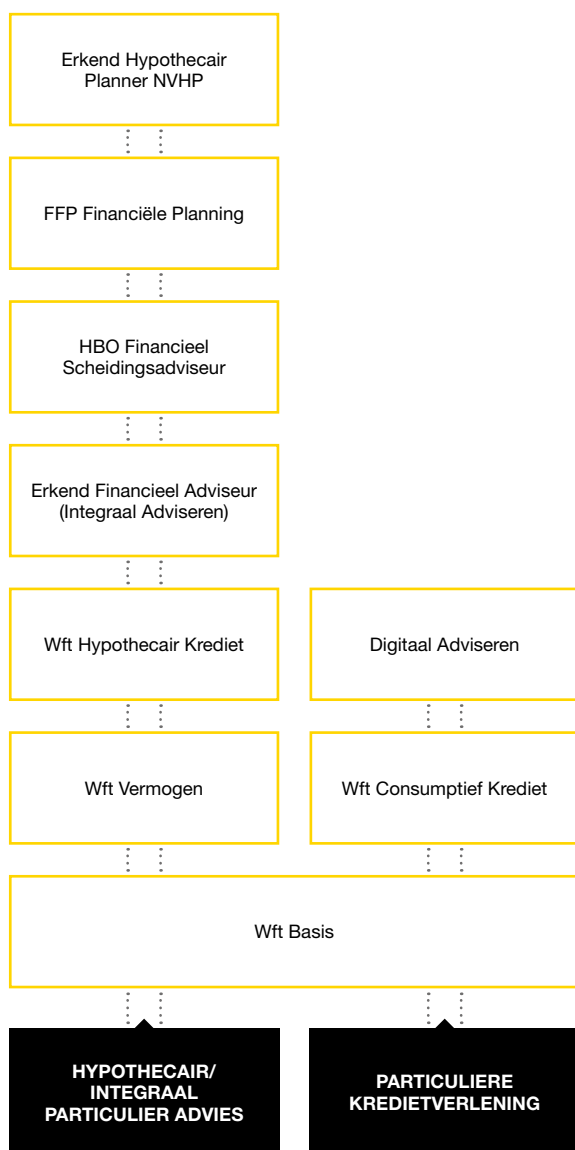 Erkend Hypothecair
Planner NVHP
FFP Financiële Planning
HBO Financieel
Scheidingsadviseur
Erkend Financieel Adviseur
(Integraal Adviseren)
Wft Hypothecair Krediet
Digitaal Adviseren
Wft Vermogen
Wft Consumptief Krediet
Wft Basis
HYPOTHECAIR/
INTEGRAAL
PARTICULIER ADVIES
PARTICULIERE
KREDIETVERLENING